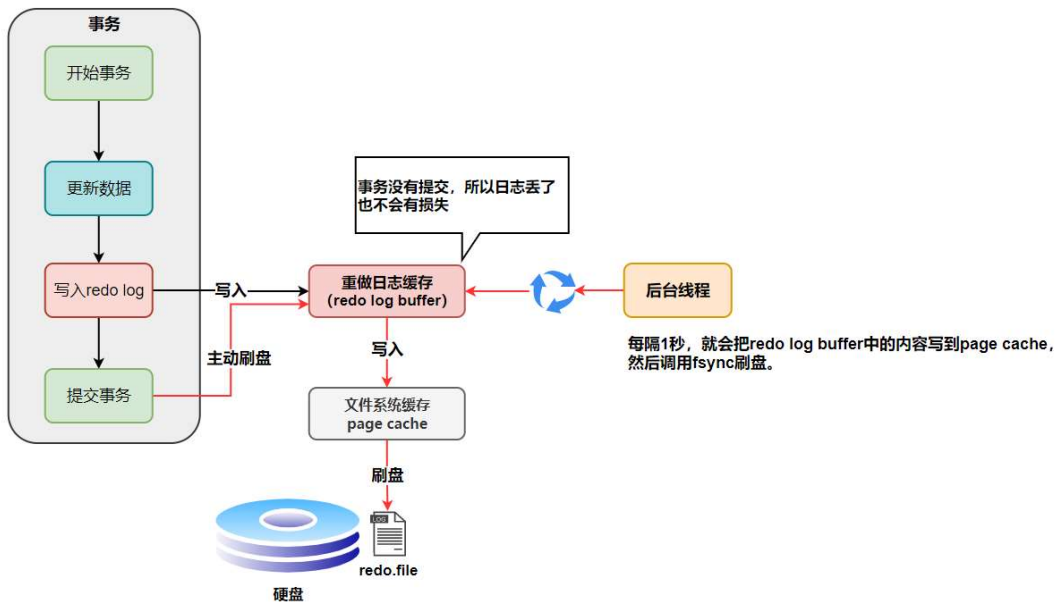 事务
开始事务
更新数据
写入redo log
提交事务
写入
主动刷盘
事务没有提交，所以日志丢了
也不会有损失
重做日志缓存
（redo log buffer）
后台线程
每隔1秒，就会把redo log buffer中的内容写到page cache，
然后调用fsync刷盘。
写入
文件系统缓存
page cache
刷盘
LOG
redo.file
硬盘